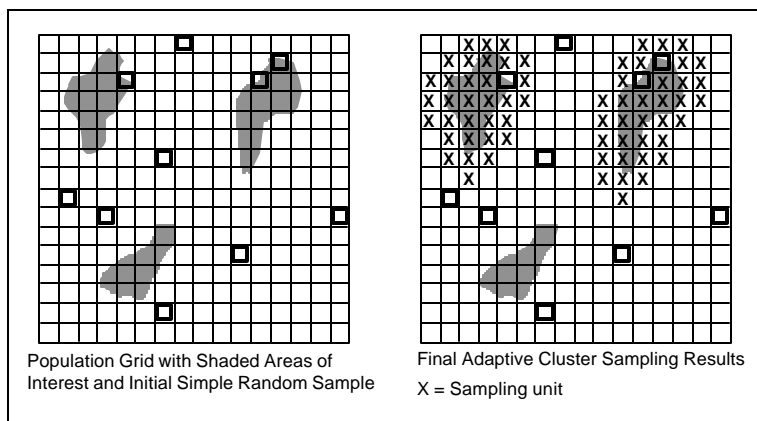 X X X X X X
X X X X X X X X X
X X X X X X X X X
X X X X X X X X X X X X
X X X X X X X X X X
X X X X X X X X
X X X X X X X
X X X X
X
Population Grid with Shaded Areas of
Interest and Initial Simple Random Sample
Final Adaptive Cluster Sampling Results
X = Sampling unit